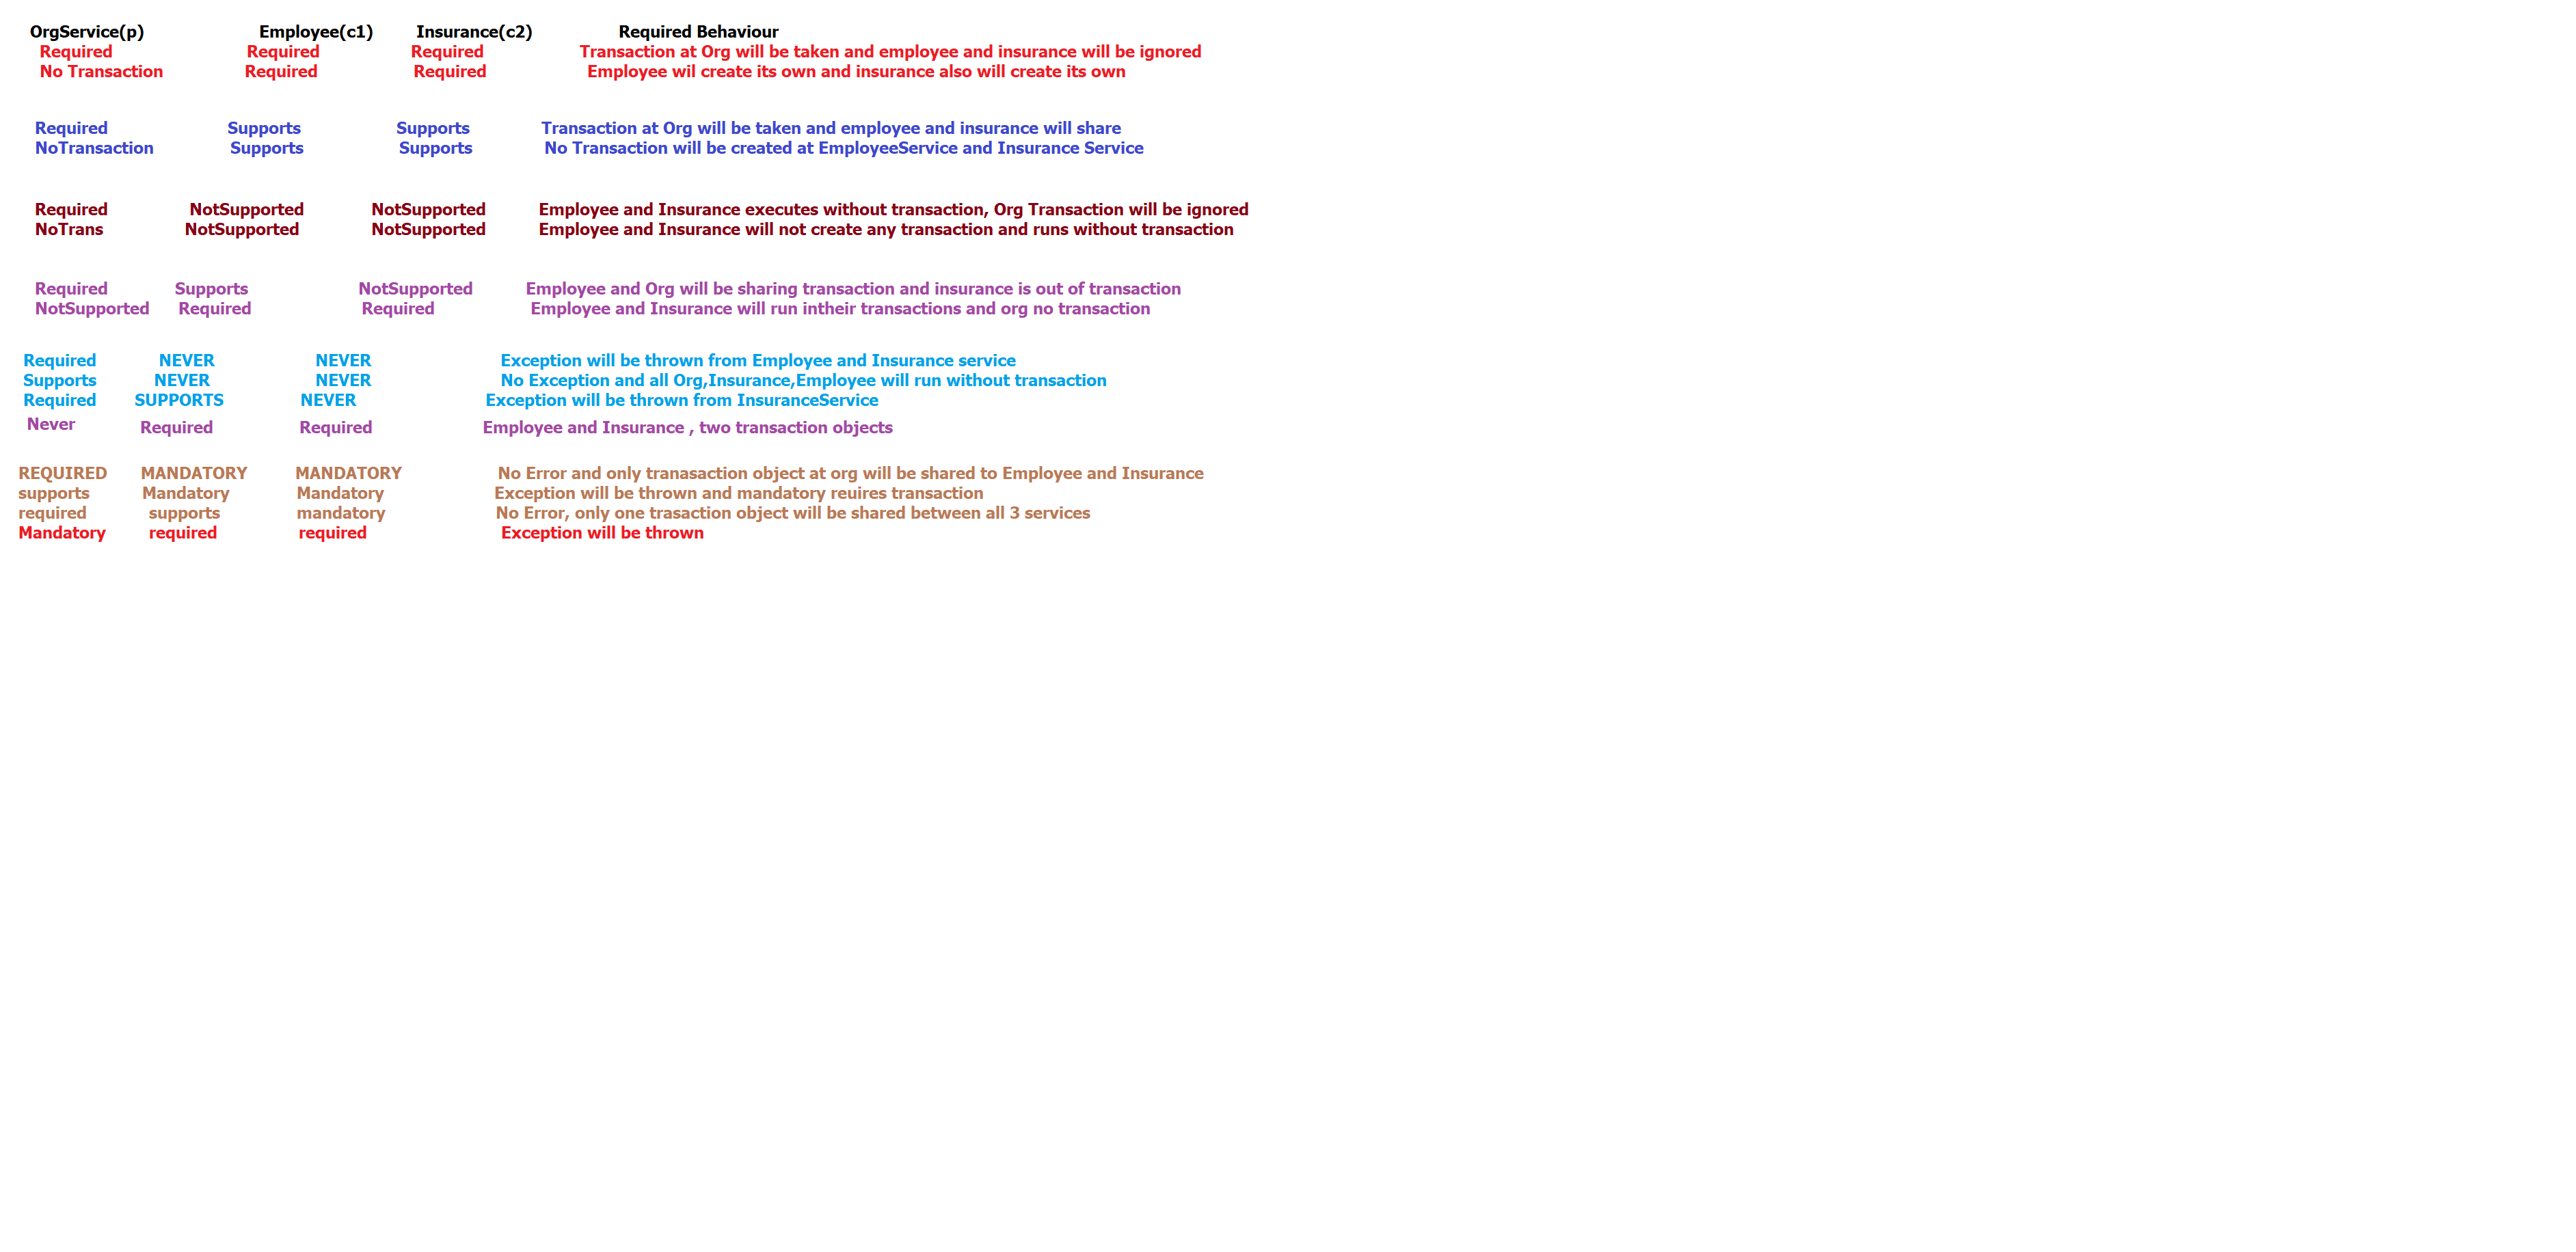 OrgService(p) Employee(c1) Insurance(c2) Required Behaviour
Required Required Required Transaction at Org will be taken and employee and insurance will be ignored
No Transaction Required Required Employee wil create its own and insurance also will create its own
Required Supports Supports Transaction at Org will be taken and employee and insurance will share
NoTransaction Supports Supports No Transaction will be created at EmployeeService and Insurance Service
Required NotSupported NotSupported Employee and Insurance executes without transaction, Org Transaction will be ignored
NoTrans NotSupported NotSupported Employee and Insurance will not create any transaction and runs without transaction
Required Supports NotSupported Employee and Org will be sharing transaction and insurance is out of transaction
NotSupported Required Required Employee and Insurance will run intheir transactions and org no transaction
Required NEVER NEVER Exception will be thrown from Employee and Insurance service
Supports NEVER NEVER No Exception and all Org,Insurance,Employee will run without transaction
Required SUPPORTS NEVER Exception will be thrown from InsuranceService
Never Required Required Employee and Insurance , two transaction objects
REQUIRED MANDATORY MANDATORY No Error and only tranasaction object at org will be shared to Employee and Insurance
supports Mandatory Mandatory Exception will be thrown and mandatory reuires transaction
required supports mandatory No Error, only one trasaction object will be shared between all 3 services
Mandatory required required Exception will be thrown